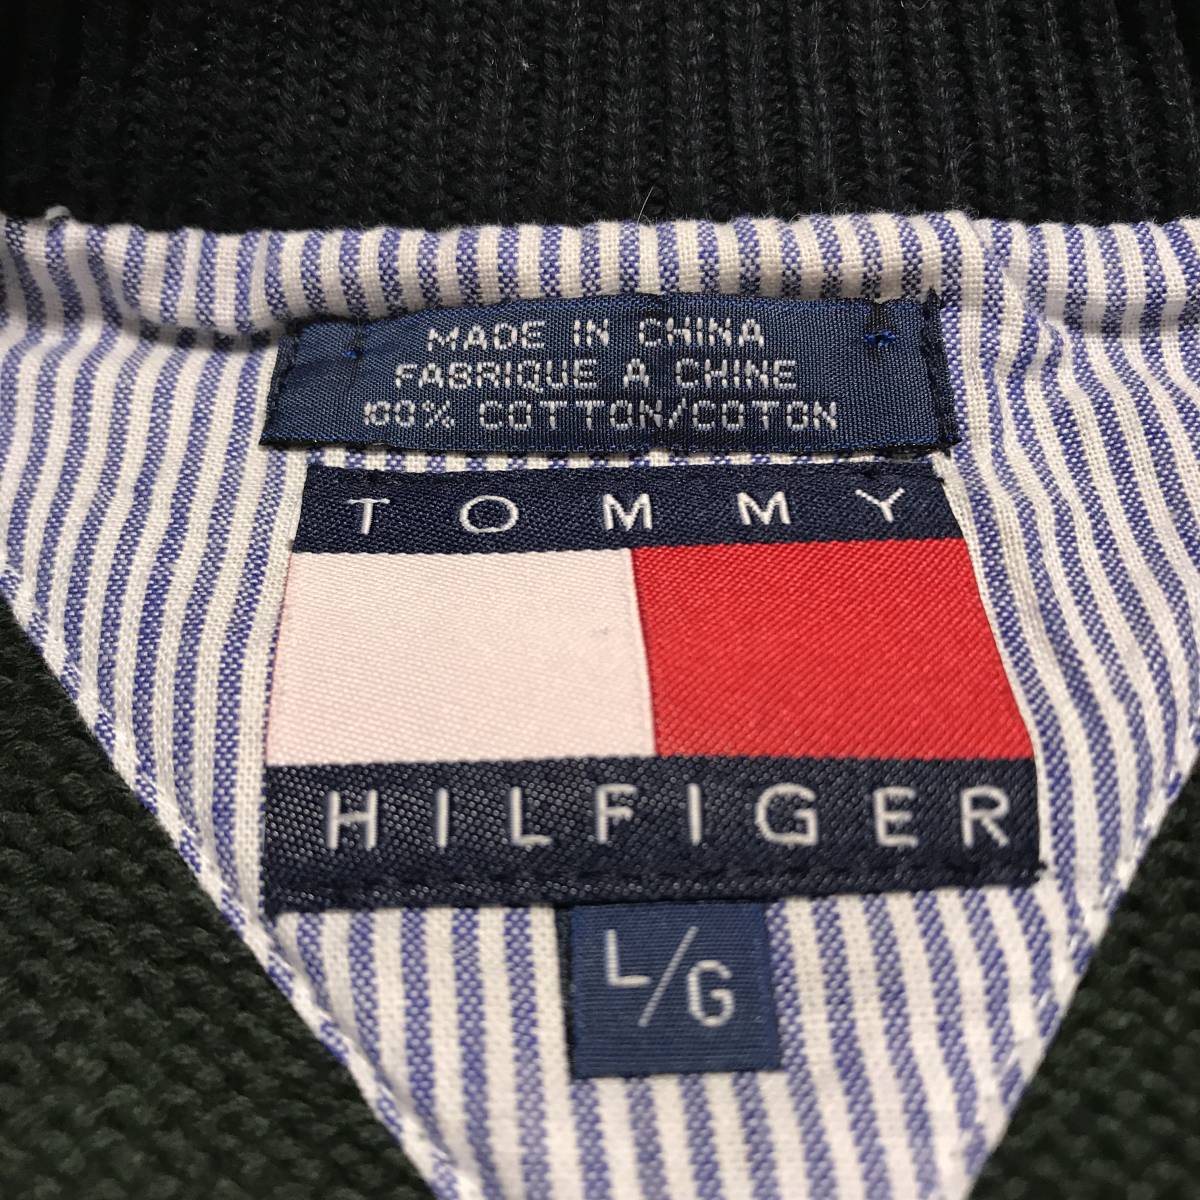 MADE IN CHINA
FABRIQUE A CHINE
100% COTTON/COTON
TOMMY
HILFIGER
L/G